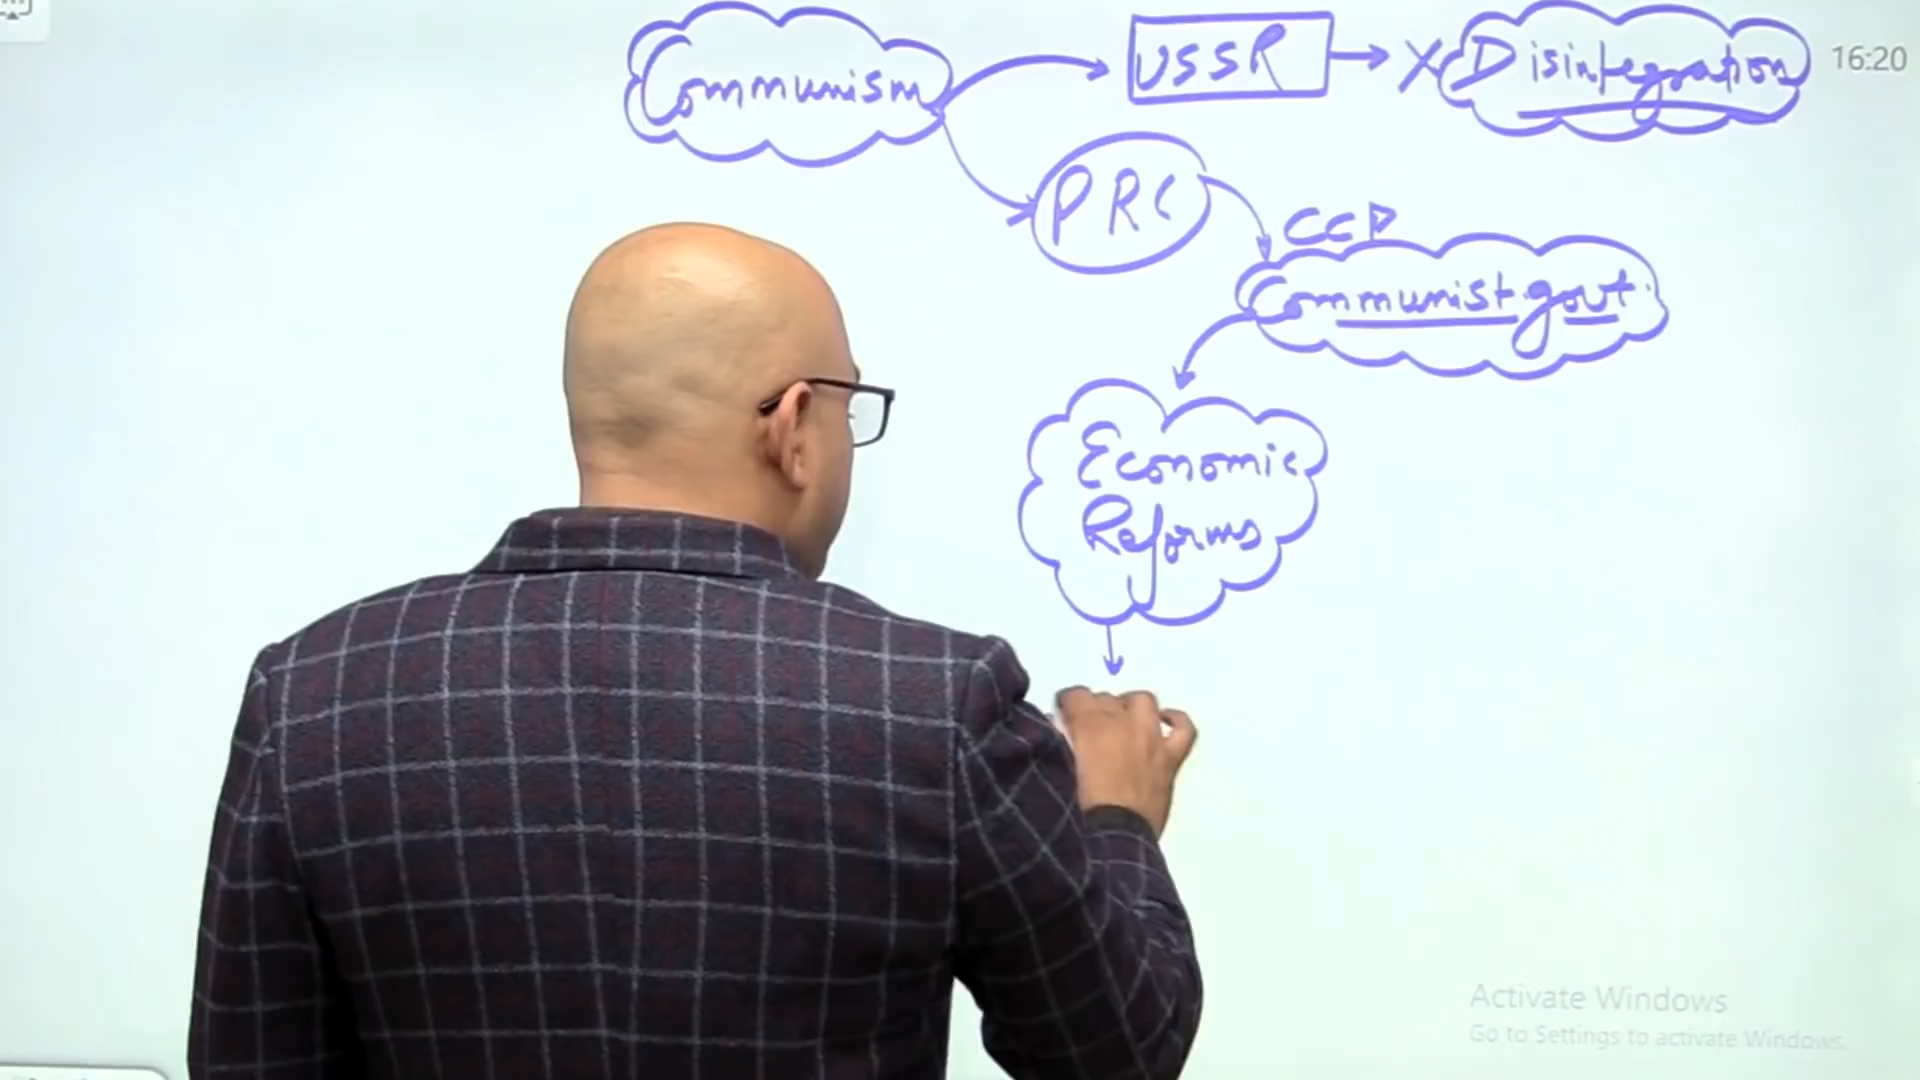 Communism
USSR
X Disintegration
16:20
PRC
CCP
Communist govt.
Economic
Reforms
Activate Windows
Go to Settings to activate Windows.